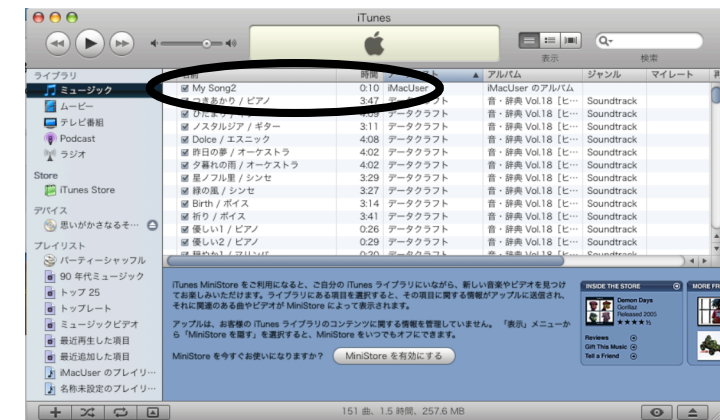 iTunes
表示
検索
ライブラリ
ミュージック
ムービー
テレビ番組
Podcast
ラジオ
Store
iTunes Store
デバイス
思いがかさなるそ…
プレイリスト
パーティーシャッフル
90 年代ミュージック
トップ 25
トップレート
ミュージックビデオ
最近再生した項目
最近追加した項目
iMacUser のプレイリ…
名称未設定のプレイリ…
時間 アルバム ジャンル マイレート
My Song2 0:10 iMacUser iMacUser のアルバム
つきあかり / ピアノ 3:47 データクラフト 音・辞典 Vol.18［ヒ… Soundtrack
4:09 データクラフト 音・辞典 Vol.18［ヒ… Soundtrack
ノスタルジア / ギター 3:11 データクラフト 音・辞典 Vol.18［ヒ… Soundtrack
Dolce / エスニック 4:08 データクラフト 音・辞典 Vol.18［ヒ… Soundtrack
昨日の夢 / オーケストラ 4:02 データクラフト 音・辞典 Vol.18［ヒ… Soundtrack
夕暮れの雨 / オーケストラ 4:02 データクラフト 音・辞典 Vol.18［ヒ… Soundtrack
星ノフル里 / シンセ 3:29 データクラフト 音・辞典 Vol.18［ヒ… Soundtrack
緑の風 / シンセ 3:27 データクラフト 音・辞典 Vol.18［ヒ… Soundtrack
Birth / ボイス 3:14 データクラフト 音・辞典 Vol.18［ヒ… Soundtrack
祈り / ボイス 3:41 データクラフト 音・辞典 Vol.18［ヒ… Soundtrack
優しい1 / ピアノ 0:26 データクラフト 音・辞典 Vol.18［ヒ… Soundtrack
優しい2 / ピアノ 0:29 データクラフト 音・辞典 Vol.18［ヒ… Soundtrack
iTunes MiniStore をご利用になると、ご自分の iTunes ライブラリにいながら、新しい音楽やビデオを見つけ
てお楽しみいただけます。ライブラリにある項目を選択すると、その項目に関する情報がアップルに送信され、
それに関連のある曲やビデオが MiniStore によって表示されます。
アップルは、お客様の iTunes ライブラリのコンテンツに関する情報を管理していません。 「表示」メニューか
ら「MiniStore を隠す」を選択すると、MiniStore をいつでもオフにできます。
MiniStore を今すぐお使いになりますか？ MiniStore を有効にする
INSIDE THE STORE
Demon Days
Gorillaz
Released 2005
Reviews
Gift This Music
Tell a Friend
MORE FR
151 曲、1.5 時間、257.6 MB